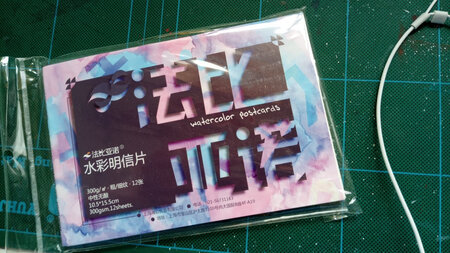 法比
watercolor postcards
亚诺
法比亚诺®
水彩明信片
300g/㎡·粗/细纹·12张
中性无酸
10.5*15.5cm
300gsm.12sheets.